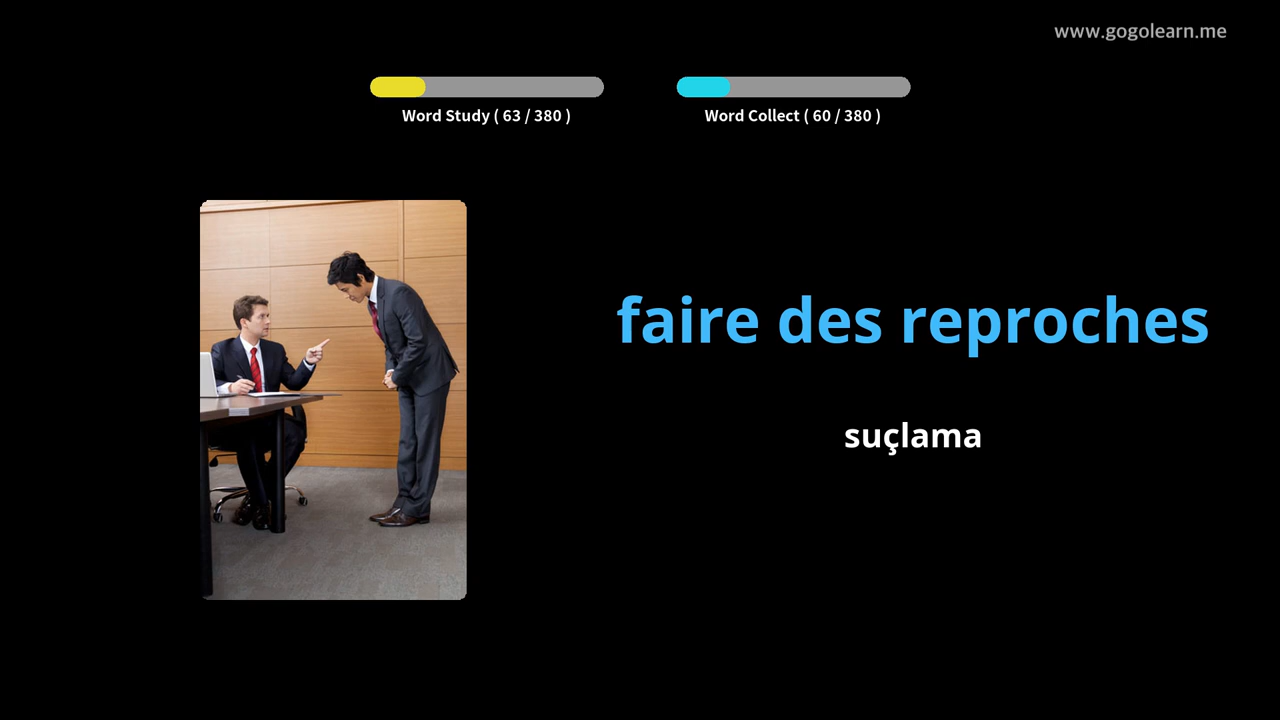 www.gogolearn.me
Word Study ( 63 / 380 )
Word Collect ( 60 / 380 )
faire des reproches
suçlama